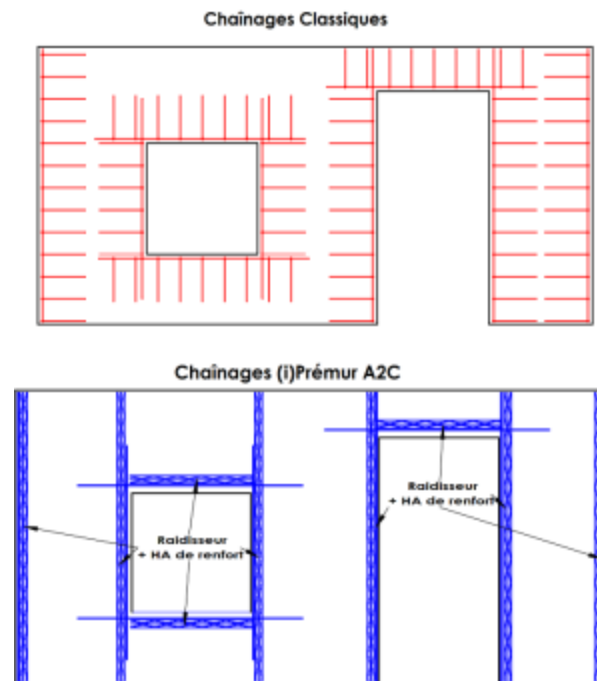 Chaînages Classiques
Chaînages (i)Prémur A2C
Raidisseur
+ HA de renfort
Raidisseur
+ HA de renfort